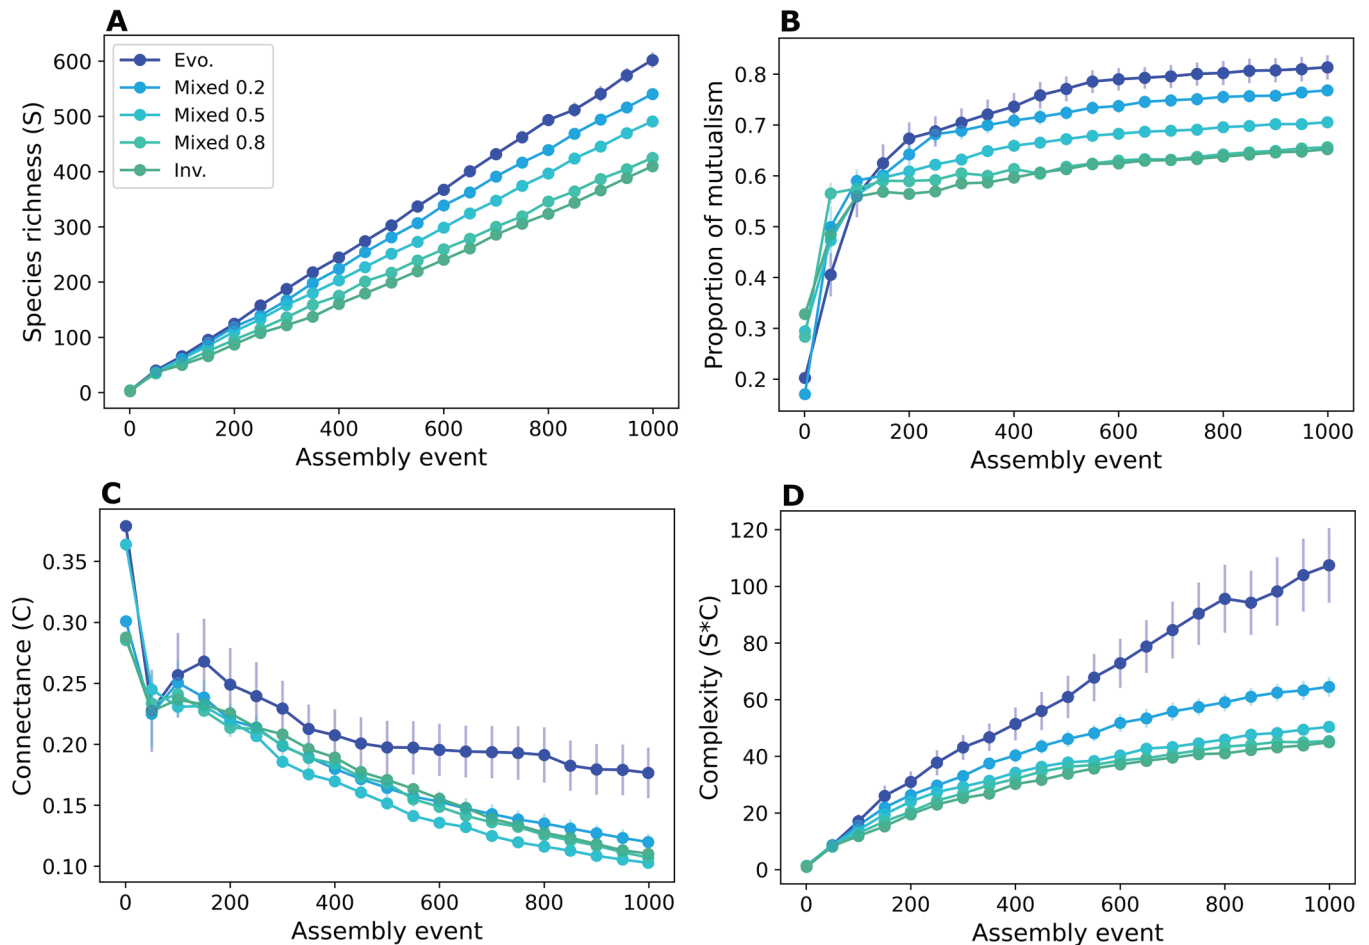 A
Species richness (S)
600
500
400
300
200
100
0
Evo.
Mixed 0.2
Mixed 0.5
Mixed 0.8
Inv.
0 200 400 600 800 1000
Assembly event
B
Proportion of mutualism
0.8
0.7
0.6
0.5
0.4
0.3
0.2
0 200 400 600 800 1000
Assembly event
C
Connectance (C)
0.35
0.30
0.25
0.20
0.15
0.10
0 200 400 600 800 1000
Assembly event
D
Complexity (S*C)
120
100
80
60
40
20
0
0 200 400 600 800 1000
Assembly event